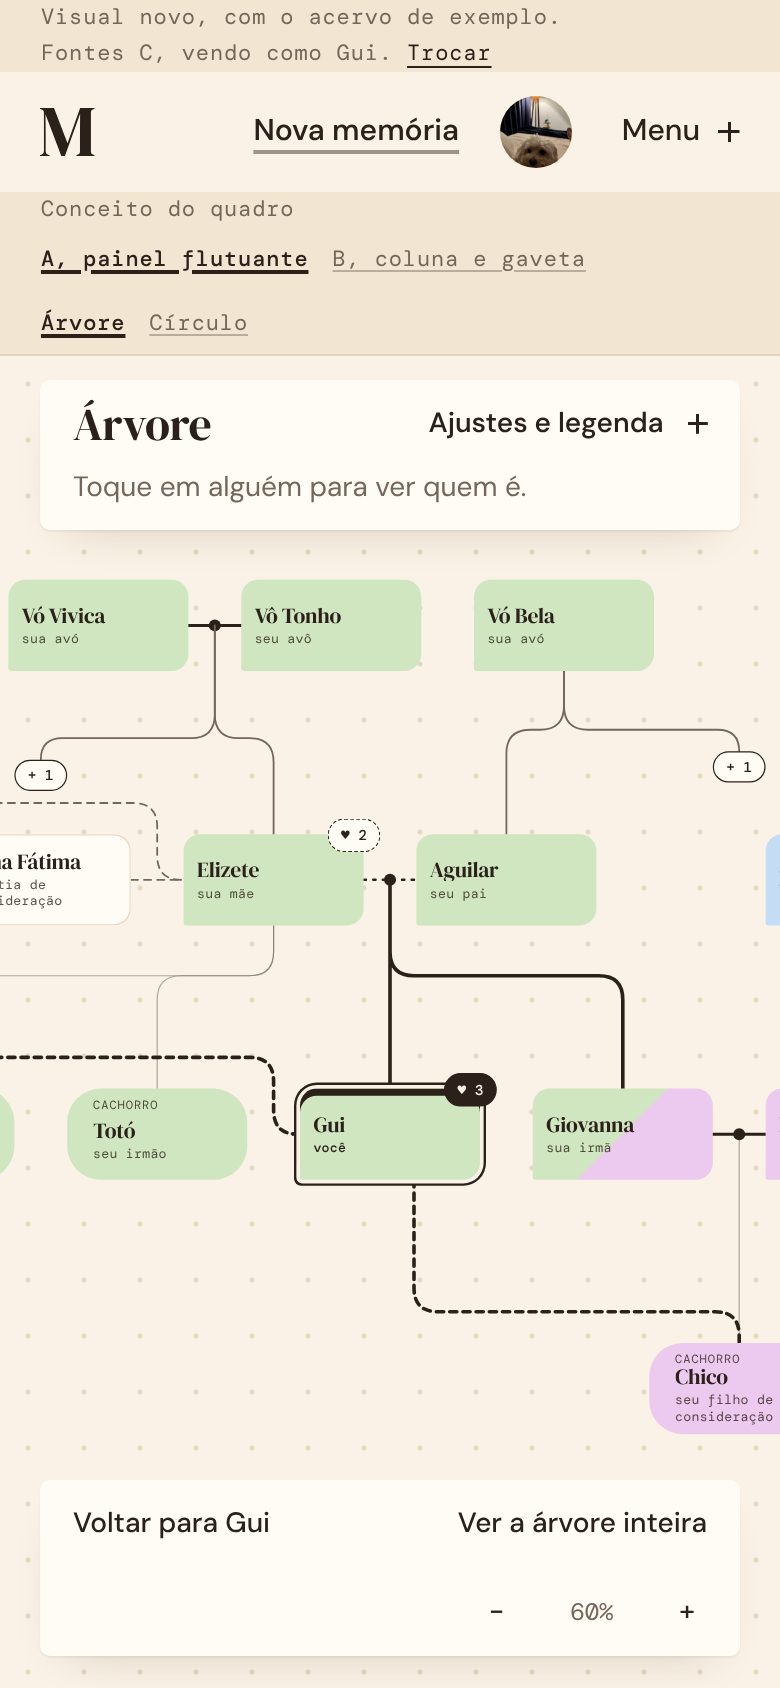 Visual novo, com o acervo de exemplo.
Fontes C, vendo como Gui. Trocar
M
Nova memória
Menu +
Conceito do quadro
A, painel flutuante B, coluna e gaveta
Árvore Círculo
Árvore
Ajustes e legenda +
Toque em alguém para ver quem é.
Vó Vivica
sua avó
Vô Tonho
seu avô
Vó Bela
sua avó
+ 1
+ 1
♥ 2
a Fátima
tia de
ideração
Elizete
sua mãe
Aguilar
seu pai
CACHORRO
Totó
seu irmão
♥ 3
Gui
você
Giovanna
sua irmã
CACHORRO
Chico
seu filho de
consideração
Voltar para Gui
Ver a árvore inteira
− 60% +